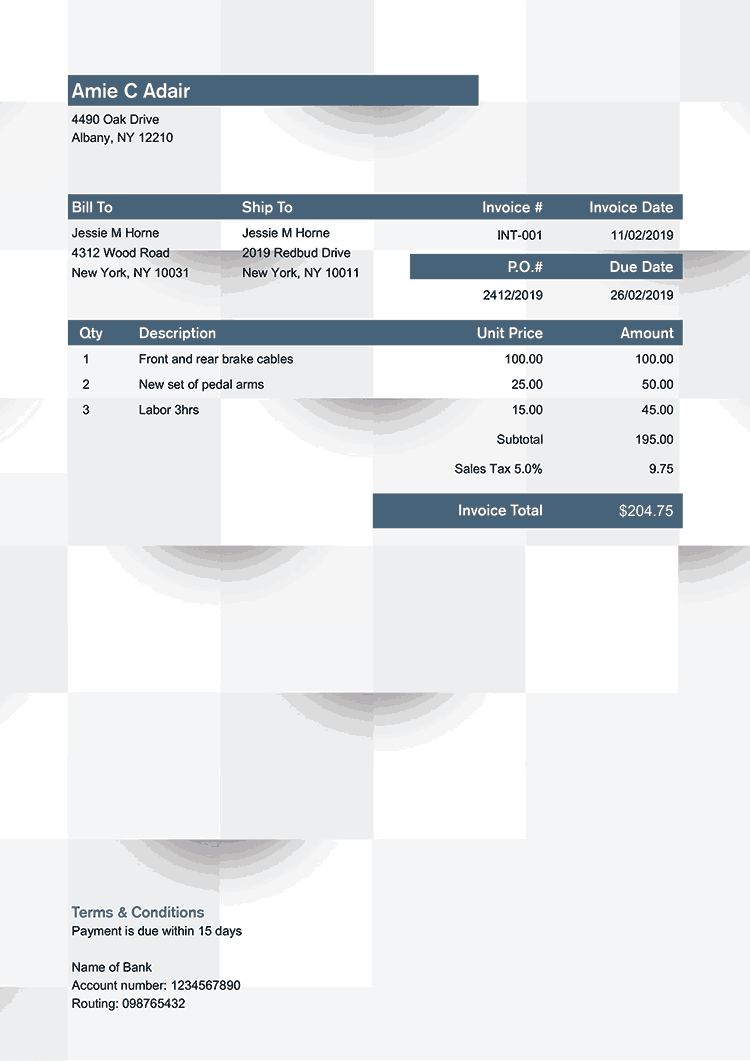 Amie C Adair
4490 Oak Drive
Albany, NY 12210
Bill To Ship To Invoice # Invoice Date
Jessie M Horne Jessie M Horne INT-001 11/02/2019
4312 Wood Road 2019 Redbud Drive
New York, NY 10031 New York, NY 10011
P.O.# Due Date
2412/2019 26/02/2019
Qty Description Unit Price Amount
1 Front and rear brake cables 100.00 100.00
2 New set of pedal arms 25.00 50.00
3 Labor 3hrs 15.00 45.00
Subtotal 195.00
Sales Tax 5.0% 9.75
Invoice Total $204.75
Terms & Conditions
Payment is due within 15 days
Name of Bank
Account number: 1234567890
Routing: 098765432